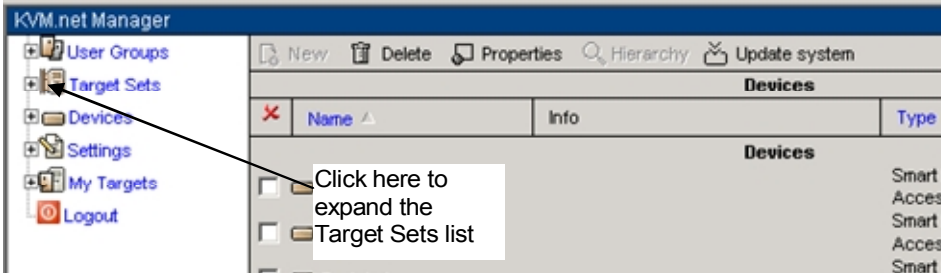 KVM.net Manager
User Groups
Target Sets
Devices
Settings
My Targets
Logout
New Delete Properties Hierarchy Update system
Devices
Name Info Type
Devices
Smart
Acces
Smart
Acces
Smart
Click here to
expand the
Target Sets list